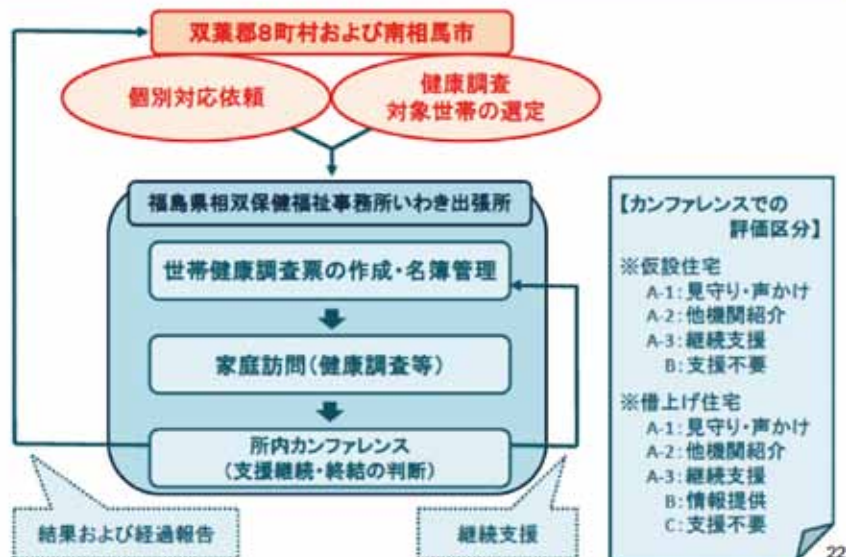 双葉郡8町村および南相馬市
個別対応依頼
健康調査
対象世帯の選定
福島県相双保健福祉事務所いわき出張所
世帯健康調査票の作成・名簿管理
家庭訪問(健康調査等)
所内カンファレンス
(支援継続・終結の判断)
結果および経過報告
継続支援
【カンファレンスでの
評価区分】
※仮設住宅
A-1:見守り・声かけ
A-2:他機関紹介
A-3:継続支援
B:支援不要
※借上げ住宅
A-1:見守り・声かけ
A-2:他機関紹介
A-3:継続支援
B:情報提供
C:支援不要
22